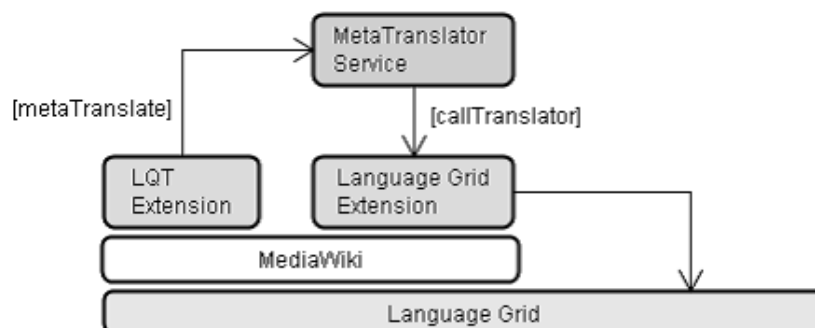 MetaTranslator
Service
[metaTranslate]
[callTranslator]
LQT
Extension
Language Grid
Extension
MediaWiki
Language Grid